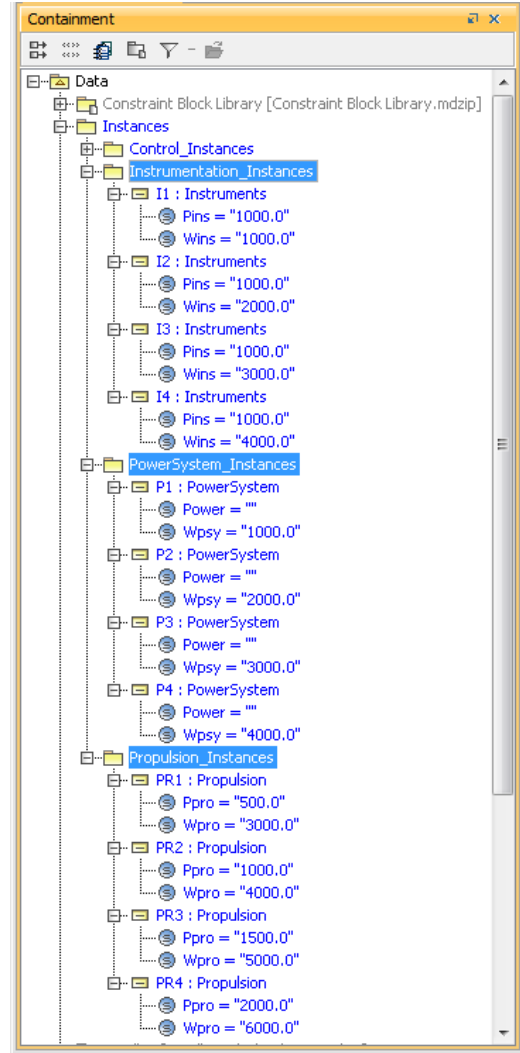 Containment
Data
Constraint Block Library [Constraint Block Library.mdzip]
Instances
Control_Instances
Instrumentation_Instances
I1 : Instruments
Pins = "1000.0"
Wins = "1000.0"
I2 : Instruments
Pins = "1000.0"
Wins = "2000.0"
I3 : Instruments
Pins = "1000.0"
Wins = "3000.0"
I4 : Instruments
Pins = "1000.0"
Wins = "4000.0"
PowerSystem_Instances
P1 : PowerSystem
Power = ""
Wpsy = "1000.0"
P2 : PowerSystem
Power = ""
Wpsy = "2000.0"
P3 : PowerSystem
Power = ""
Wpsy = "3000.0"
P4 : PowerSystem
Power = ""
Wpsy = "4000.0"
Propulsion_Instances
PR1 : Propulsion
Ppro = "500.0"
Wpro = "3000.0"
PR2 : Propulsion
Ppro = "1000.0"
Wpro = "4000.0"
PR3 : Propulsion
Ppro = "1500.0"
Wpro = "5000.0"
PR4 : Propulsion
Ppro = "2000.0"
Wpro = "6000.0"